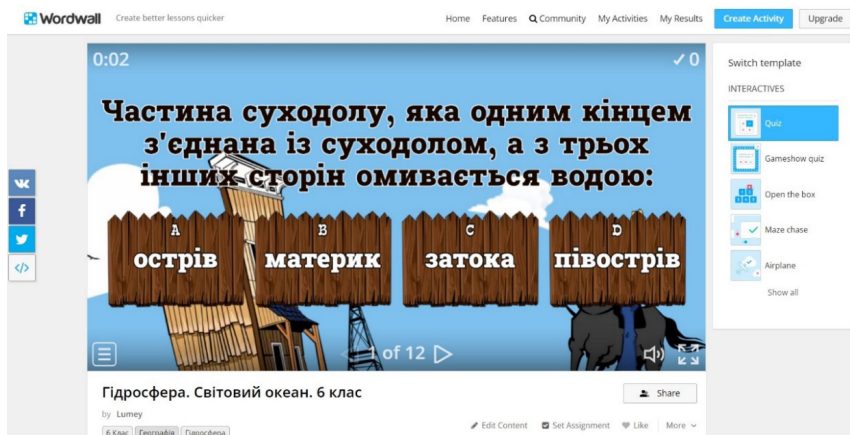 Wordwall Create better lessons quicker Home Features Community My Activities My Results Create Activity Upgrade
0:02 ✓ 0
Частина суходолу, яка одним кінцем
з'єднана із суходолом, а з трьох
інших сторін омивається водою:
A B C D
острів материк затока півострів
1 of 12
Switch template
INTERACTIVES
Quiz
Gameshow quiz
Open the box
Maze chase
Airplane
Show all
Гідросфера. Світовий океан. 6 клас
Share
by Lumey
6 Клас Географія Гідросфера
Edit Content Set Assignment Like More